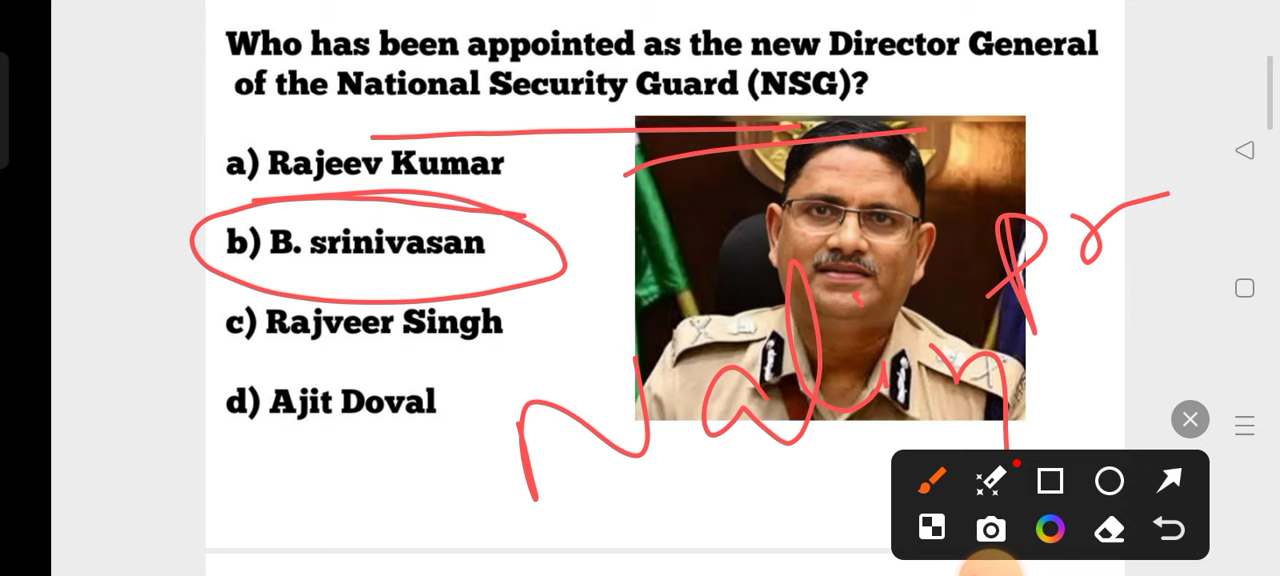 Who has been appointed as the new Director General
of the National Security Guard (NSG)?
a) Rajeev Kumar
b) B. srinivasan
c) Rajveer Singh
d) Ajit Doval